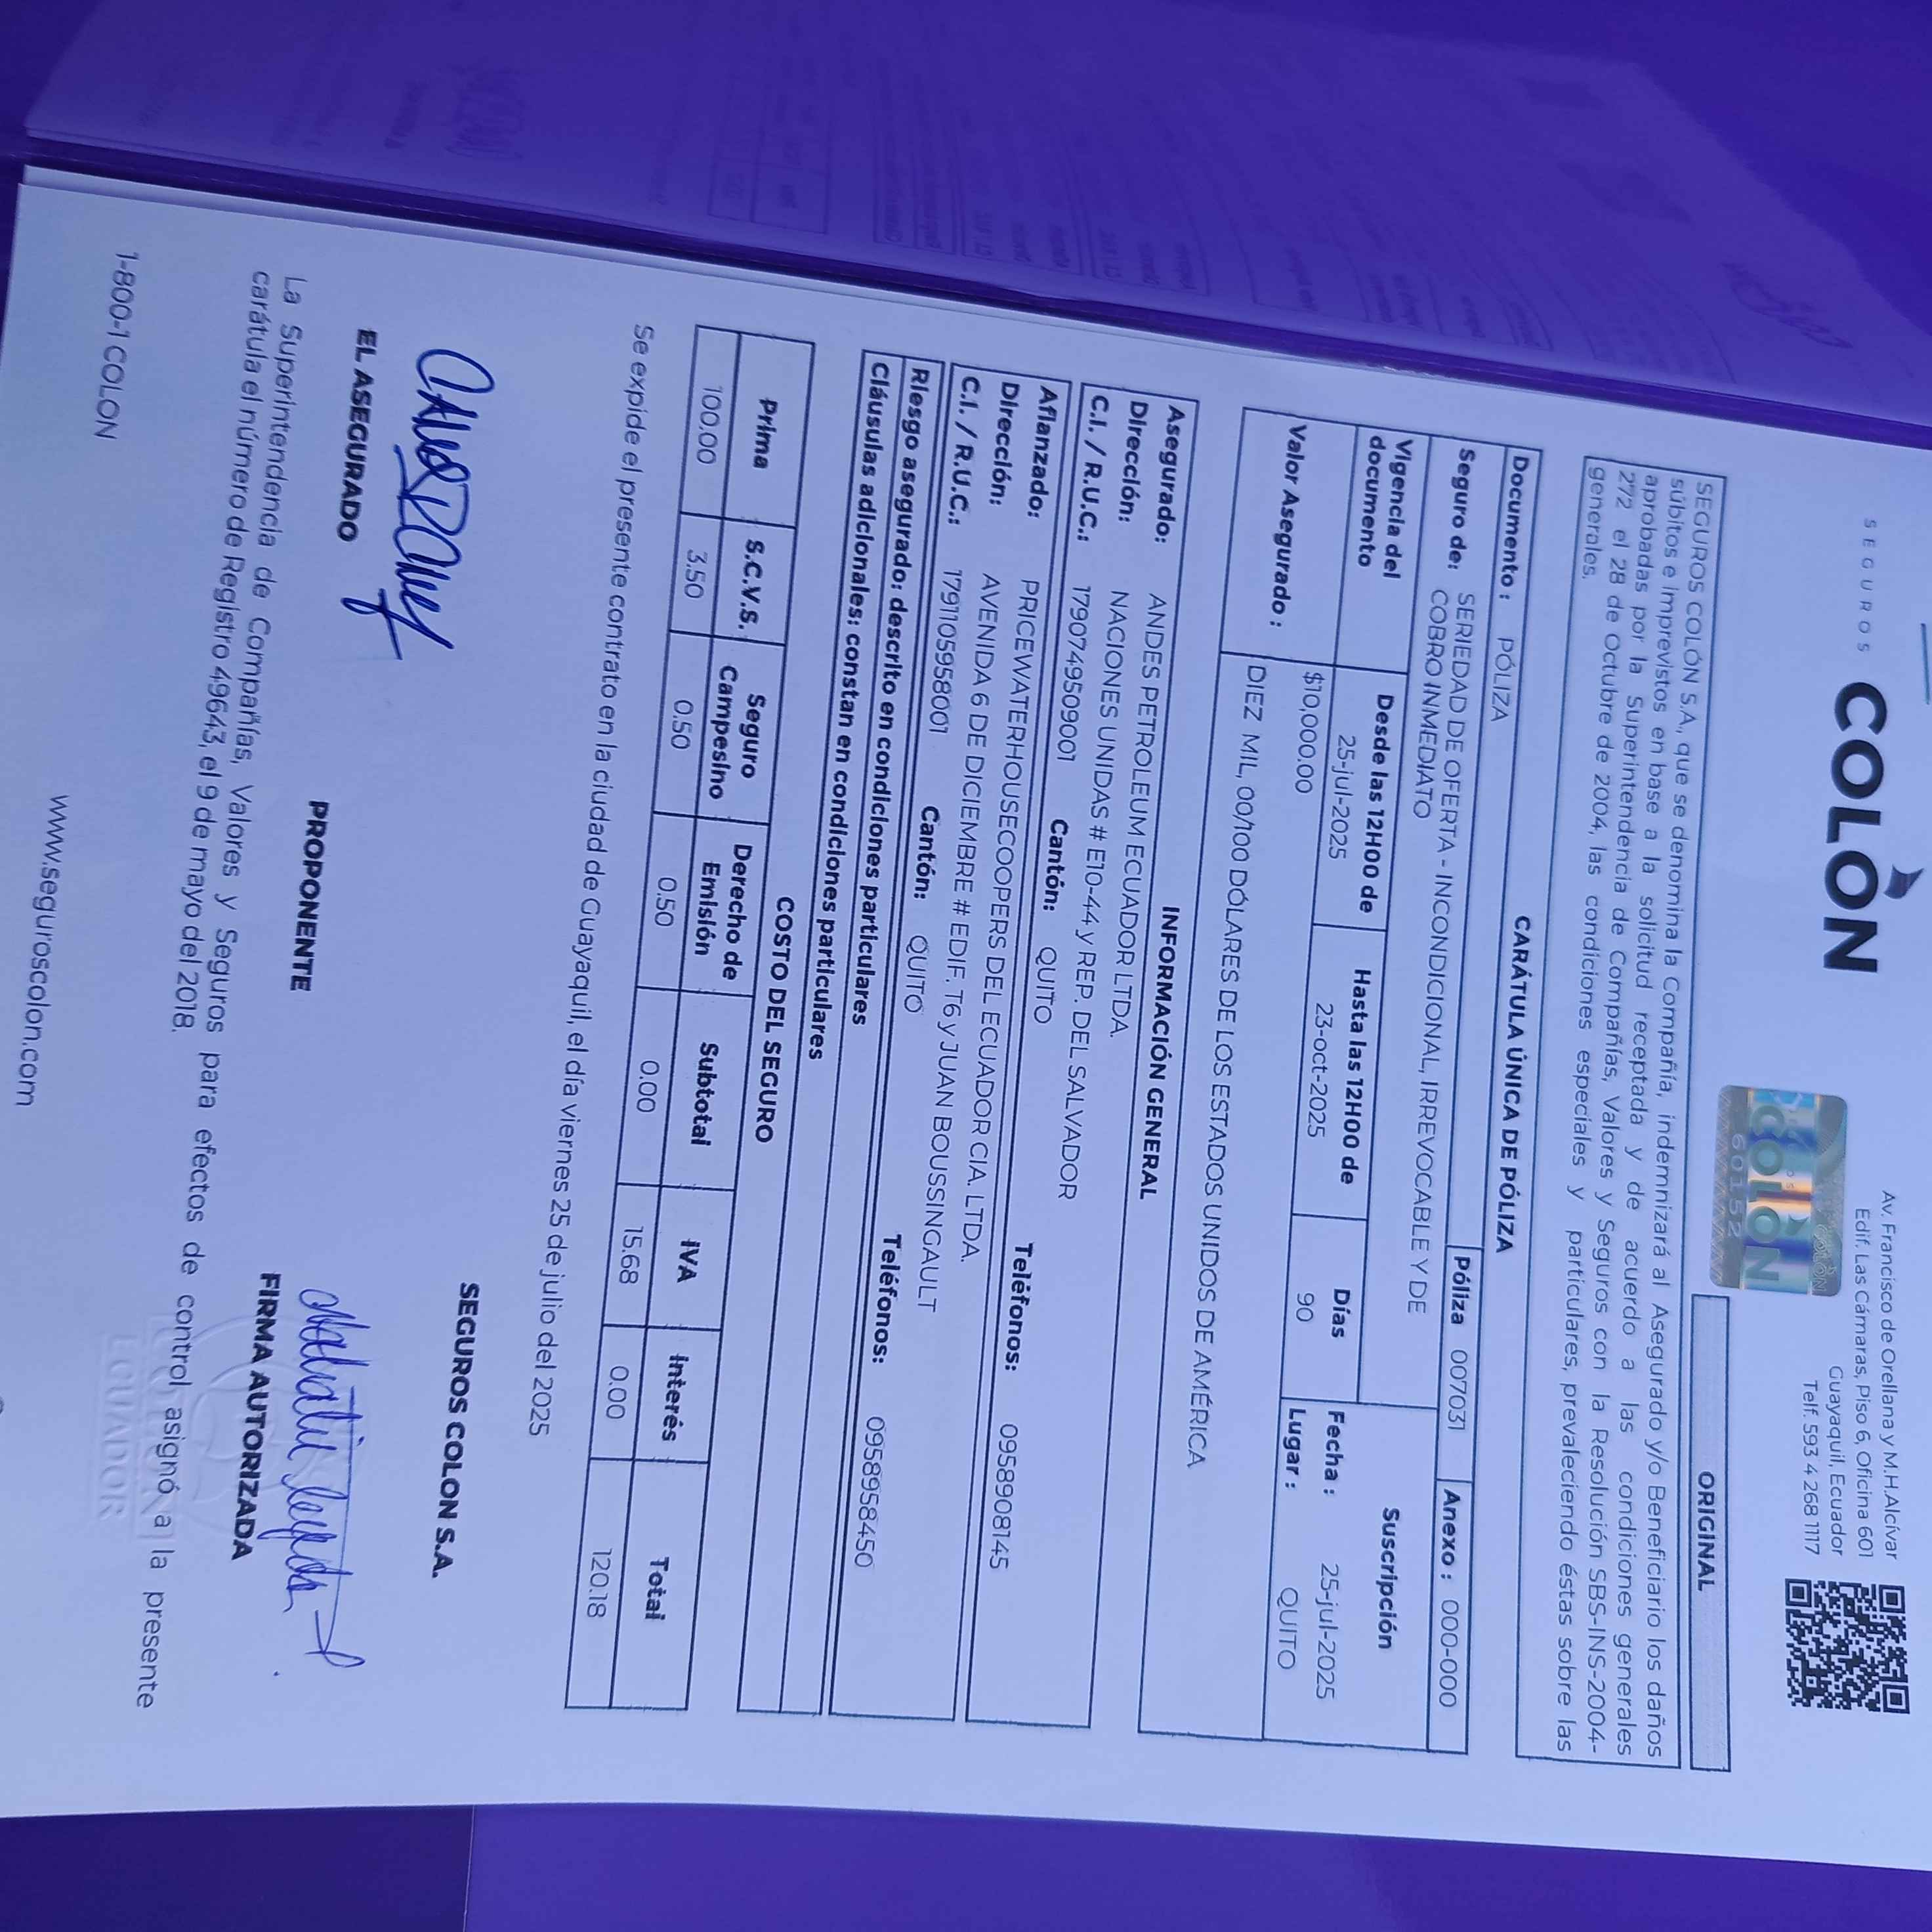 SEGUROS
COLÓN
Av. Francisco de Orellana y M.H.Alcívar
Edif. Las Cámaras, Piso 6, Oficina 601
Guayaquil, Ecuador
Telf. 593 4 268 1117
COLÓN
60152
ORIGINAL
SEGUROS COLÓN S.A, que se denomina la Compañía, indemnizará al Asegurado y/o Beneficiario los daños
súbitos e imprevistos en base a la solicitud receptada y de acuerdo a las condiciones generales
aprobadas por la Superintendencia de Compañías, Valores y Seguros con la Resolución SBS-INS-2004-
272 el 28 de Octubre de 2004, las condiciones especiales y particulares, prevaleciendo éstas sobre las
generales.
CARÁTULA ÚNICA DE PÓLIZA
Documento : PÓLIZA
Póliza 007031 Anexo : 000-000
Seguro de: SERIEDAD DE OFERTA - INCONDICIONAL, IRREVOCABLE Y DE
COBRO INMEDIATO
Vigencia del documento Desde las 12H00 de Hasta las 12H00 de Días Suscripción
25-jul-2025 23-oct-2025 90 Fecha : 25-jul-2025
Lugar : QUITO
Valor Asegurado : $10,000.00
DIEZ MIL, 00/100 DÓLARES DE LOS ESTADOS UNIDOS DE AMÉRICA
INFORMACIÓN GENERAL
Asegurado: ANDES PETROLEUM ECUADOR LTDA.
Dirección: NACIONES UNIDAS # E10-44 y REP. DEL SALVADOR
C.I. / R.U.C.: 1790749509001 Cantón: QUITO Teléfonos: 0958908145
Afianzado: PRICEWATERHOUSECOOPERS DEL ECUADOR CIA. LTDA.
Dirección: AVENIDA 6 DE DICIEMBRE # EDIF. T6 y JUAN BOUSSINGAULT
C.I. / R.U.C.: 1791105958001 Cantón: QUITO Teléfonos: 0958958450
Riesgo asegurado: descrito en condiciones particulares
Cláusulas adicionales: constan en condiciones particulares
COSTO DEL SEGURO
Prima S.C.V.S. Seguro Campesino Derecho de Emisión Subtotal IVA Interés Total
100.00 3.50 0.50 0.50 0.00 15.68 0.00 120.18
Se expide el presente contrato en la ciudad de Guayaquil, el día viernes 25 de julio del 2025
SEGUROS COLON S.A.
EL ASEGURADO PROPONENTE FIRMA AUTORIZADA
La Superintendencia de Compañías, Valores y Seguros para efectos de control asignó a la presente
carátula el número de Registro 49643, el 9 de mayo del 2018.
ECUADOR
1-800-1 COLON
www.seguroscolon.com